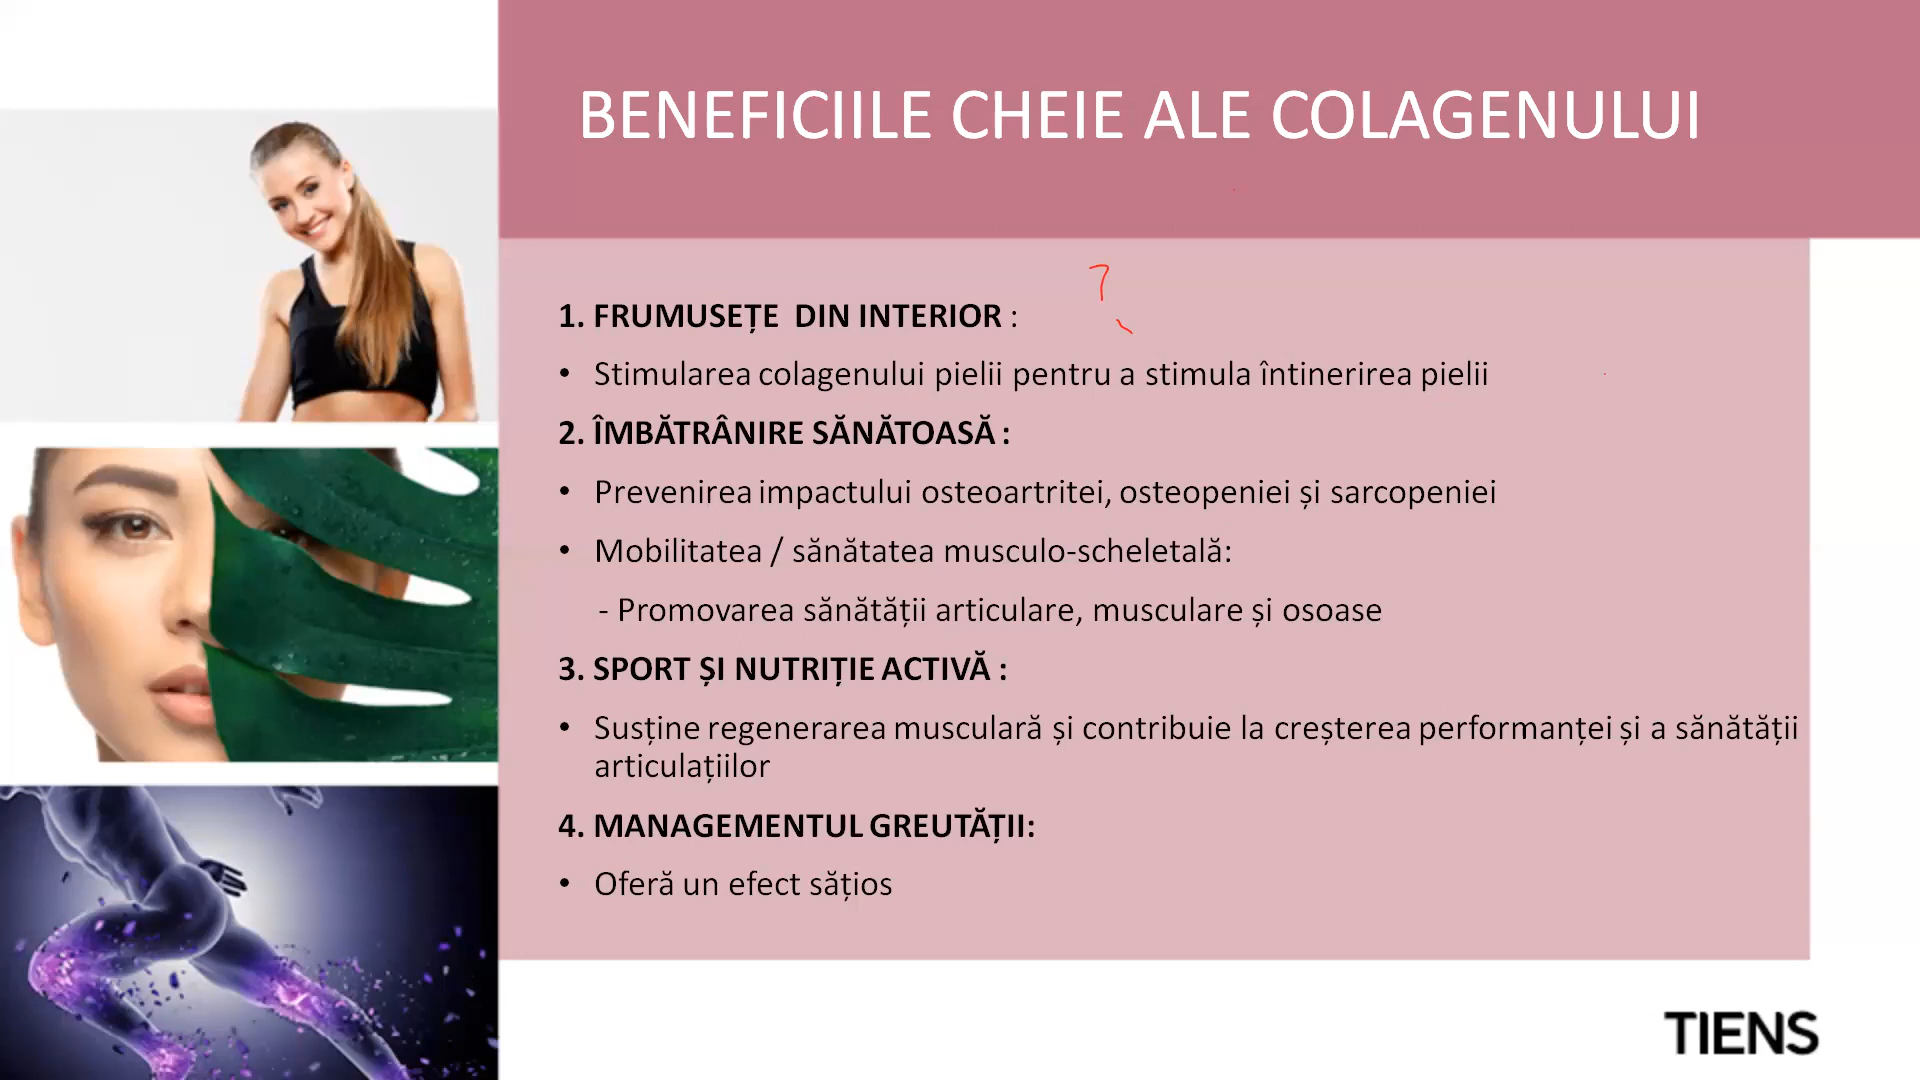 BENEFICIILE CHEIE ALE COLAGENULUI
1. FRUMUSEȚE DIN INTERIOR :
• Stimularea colagenului pielii pentru a stimula întinerirea pielii
2. ÎMBĂTRÂNIRE SĂNĂTOASĂ :
• Prevenirea impactului osteoartritei, osteopeniei și sarcopeniei
• Mobilitatea / sănătatea musculo-scheletală:
- Promovarea sănătății articulare, musculare și osoase
3. SPORT ȘI NUTRIȚIE ACTIVĂ :
• Susține regenerarea musculară și contribuie la creșterea performanței și a sănătății
articulațiilor
4. MANAGEMENTUL GREUTĂȚII:
• Oferă un efect sățios
TIENS